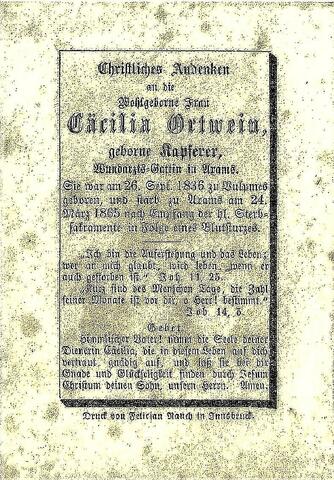 Christliches Andenken
an die
Wohlgeborne Frau
Cäcilia Ortwein,
geborne Kapferer,
Wundarzts-Gattin in Axams.
Sie war am 26. Sept. 1836 zu Vulpmes
geboren, und starb zu Axams am 24.
März 1865 nach Empfang der hl. Sterb-
sakramente in Folge eines Blutsturzes.
„Ich bin die Auferstehung und das Leben;
wer an mich glaubt, wird leben, wenn er
auch gestorben ist." Joh. 11, 25.
„Kurz sind des Menschen Tage, die Zahl
seiner Monate ist vor dir, o Herr! bestimmt."
Job 14, 5.
Gebet.
Himmlischer Vater! nimm die Seele deiner
Dienerin Cäcilia, die in diesem Leben auf dich
vertraut, gnädig auf, und laß sie bei dir
Gnade und Glückseligkeit finden durch Jesum
Christum deinen Sohn, unsern Herrn. Amen.
Druck von Felician Rauch in Innsbruck.